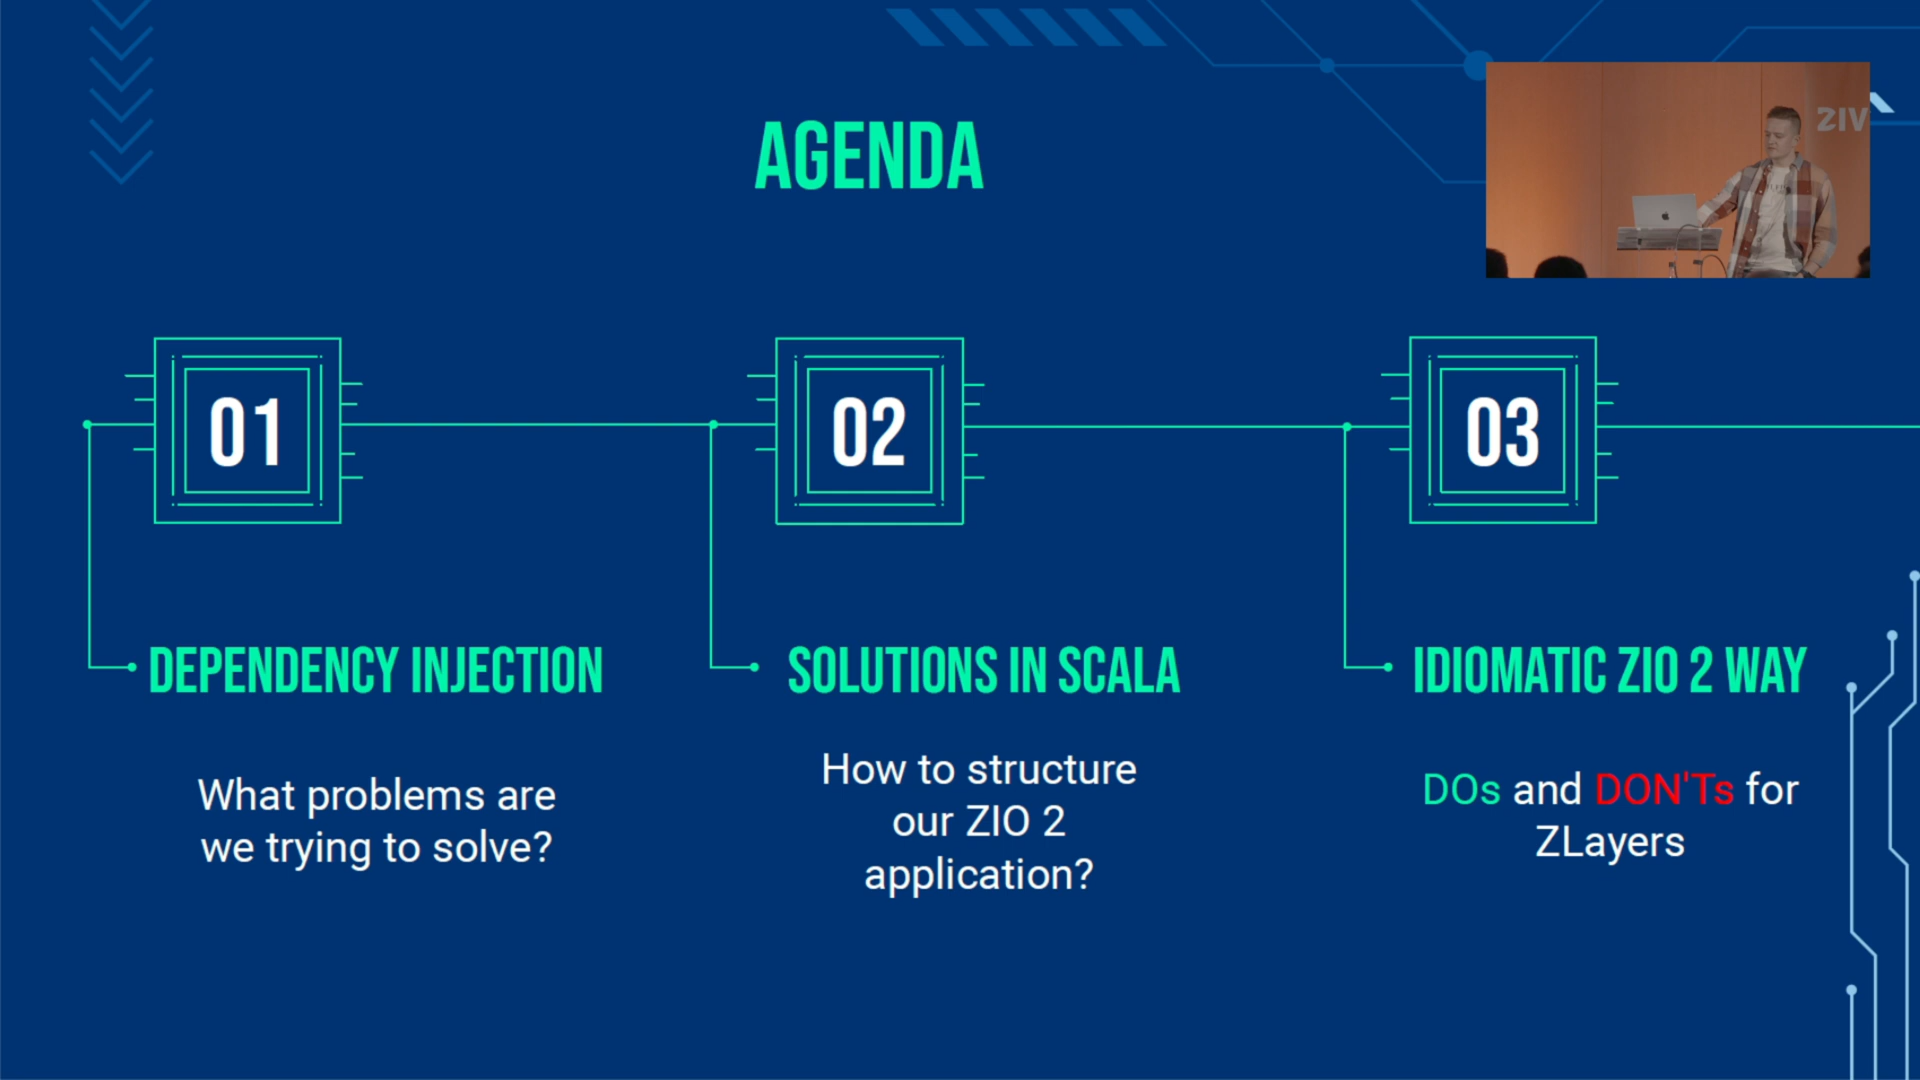 AGENDA
ZIV
01
02
03
DEPENDENCY INJECTION
What problems are
we trying to solve?
SOLUTIONS IN SCALA
How to structure
our ZIO 2
application?
IDIOMATIC ZIO 2 WAY
DOs and DON'Ts for
ZLayers